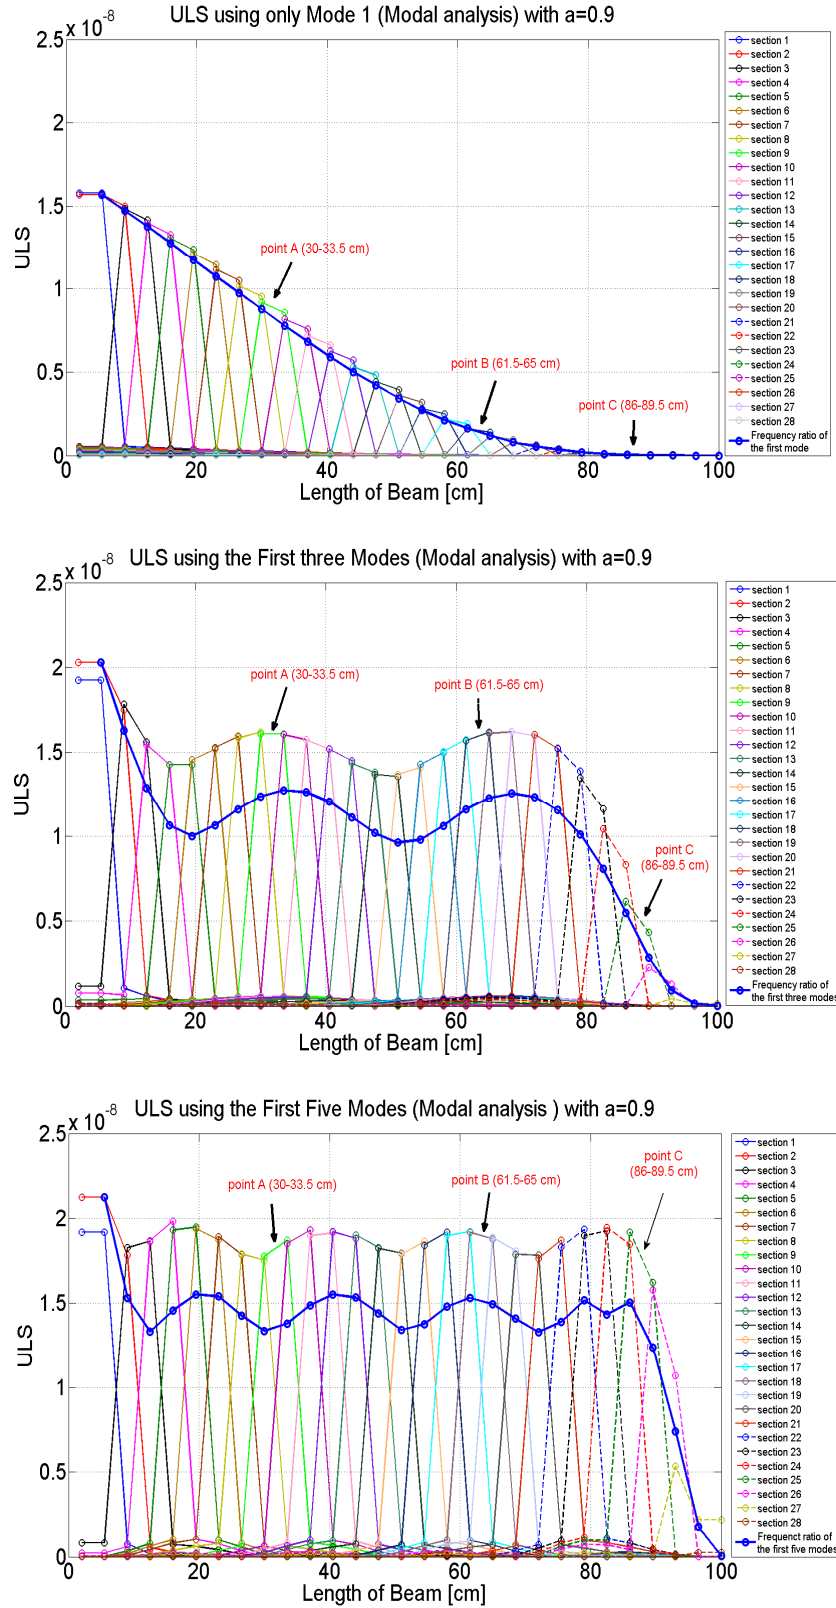 ULS using only Mode 1 (Modal analysis) with a=0.9
2.5 x 10^-8
2
1.5
1
0.5
0
ULS
0 20 40 60 80 100
Length of Beam [cm]
point A (30-33.5 cm)
point B (61.5-65 cm)
point C (86-89.5 cm)
section 1
section 2
section 3
section 4
section 5
section 6
section 7
section 8
section 9
section 10
section 11
section 12
section 13
section 14
section 15
section 16
section 17
section 18
section 19
section 20
section 21
section 22
section 23
section 24
section 25
section 26
section 27
section 28
Frequency ratio of
the first mode
ULS using the First three Modes (Modal analysis) with a=0.9
2.5 x 10^-8
2
1.5
1
0.5
0
ULS
0 20 40 60 80 100
Length of Beam [cm]
point A (30-33.5 cm)
point B (61.5-65 cm)
point C
(86-89.5 cm)
section 1
section 2
section 3
section 4
section 5
section 6
section 7
section 8
section 9
section 10
section 11
section 12
section 13
section 14
section 15
section 16
section 17
section 18
section 19
section 20
section 21
section 22
section 23
section 24
section 25
section 26
section 27
section 28
Frequency ratio of
the first three modes
ULS using the First Five Modes (Modal analysis ) with a=0.9
2.5 x 10^-8
2
1.5
1
0.5
0
ULS
0 20 40 60 80 100
Length of Beam [cm]
point A (30-33.5 cm)
point B (61.5-65 cm)
point C
(86-89.5 cm)
section 1
section 2
section 3
section 4
section 5
section 6
section 7
section 8
section 9
section 10
section 11
section 12
section 13
section 14
section 15
section 16
section 17
section 18
section 19
section 20
section 21
section 22
section 23
section 24
section 25
section 26
section 27
section 28
Frequenct ratio of
the first five modes